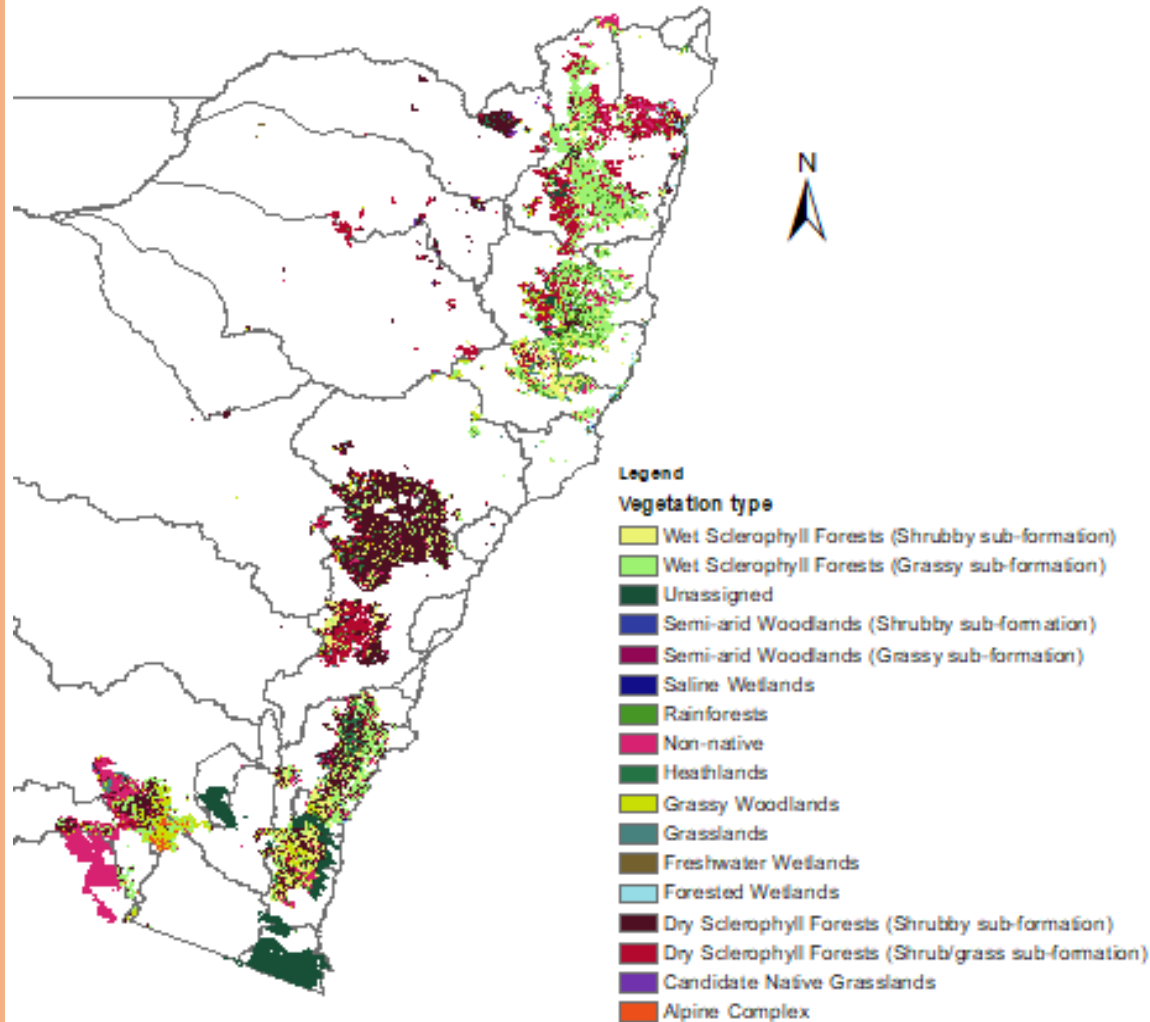 N
Legend
Vegetation type
Wet Sclerophyll Forests (Shrubby sub-formation)
Wet Sclerophyll Forests (Grassy sub-formation)
Unassigned
Semi-arid Woodlands (Shrubby sub-formation)
Semi-arid Woodlands (Grassy sub-formation)
Saline Wetlands
Rainforests
Non-native
Heathlands
Grassy Woodlands
Grasslands
Freshwater Wetlands
Forested Wetlands
Dry Sclerophyll Forests (Shrubby sub-formation)
Dry Sclerophyll Forests (Shrub/grass sub-formation)
Candidate Native Grasslands
Alpine Complex